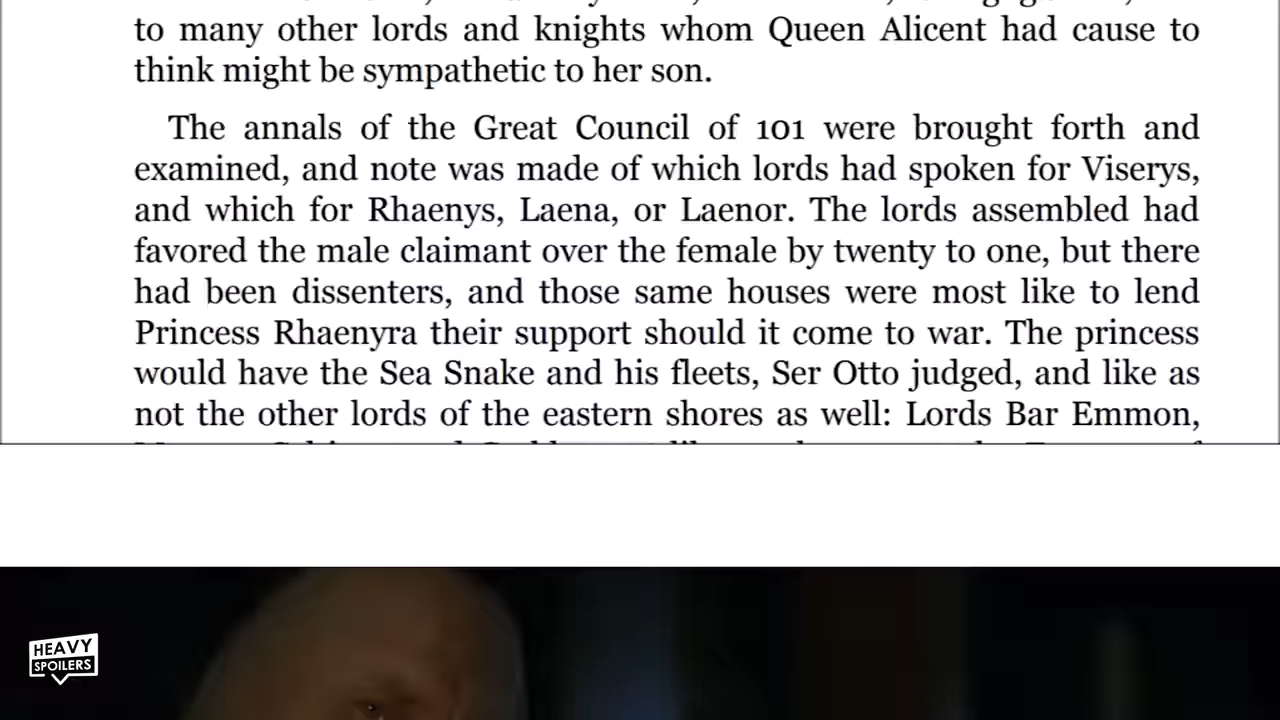 to many other lords and knights whom Queen Alicent had cause to
think might be sympathetic to her son.
The annals of the Great Council of 101 were brought forth and
examined, and note was made of which lords had spoken for Viserys,
and which for Rhaenys, Laena, or Laenor. The lords assembled had
favored the male claimant over the female by twenty to one, but there
had been dissenters, and those same houses were most like to lend
Princess Rhaenyra their support should it come to war. The princess
would have the Sea Snake and his fleets, Ser Otto judged, and like as
not the other lords of the eastern shores as well: Lords Bar Emmon,
HEAVY
SPOILERS